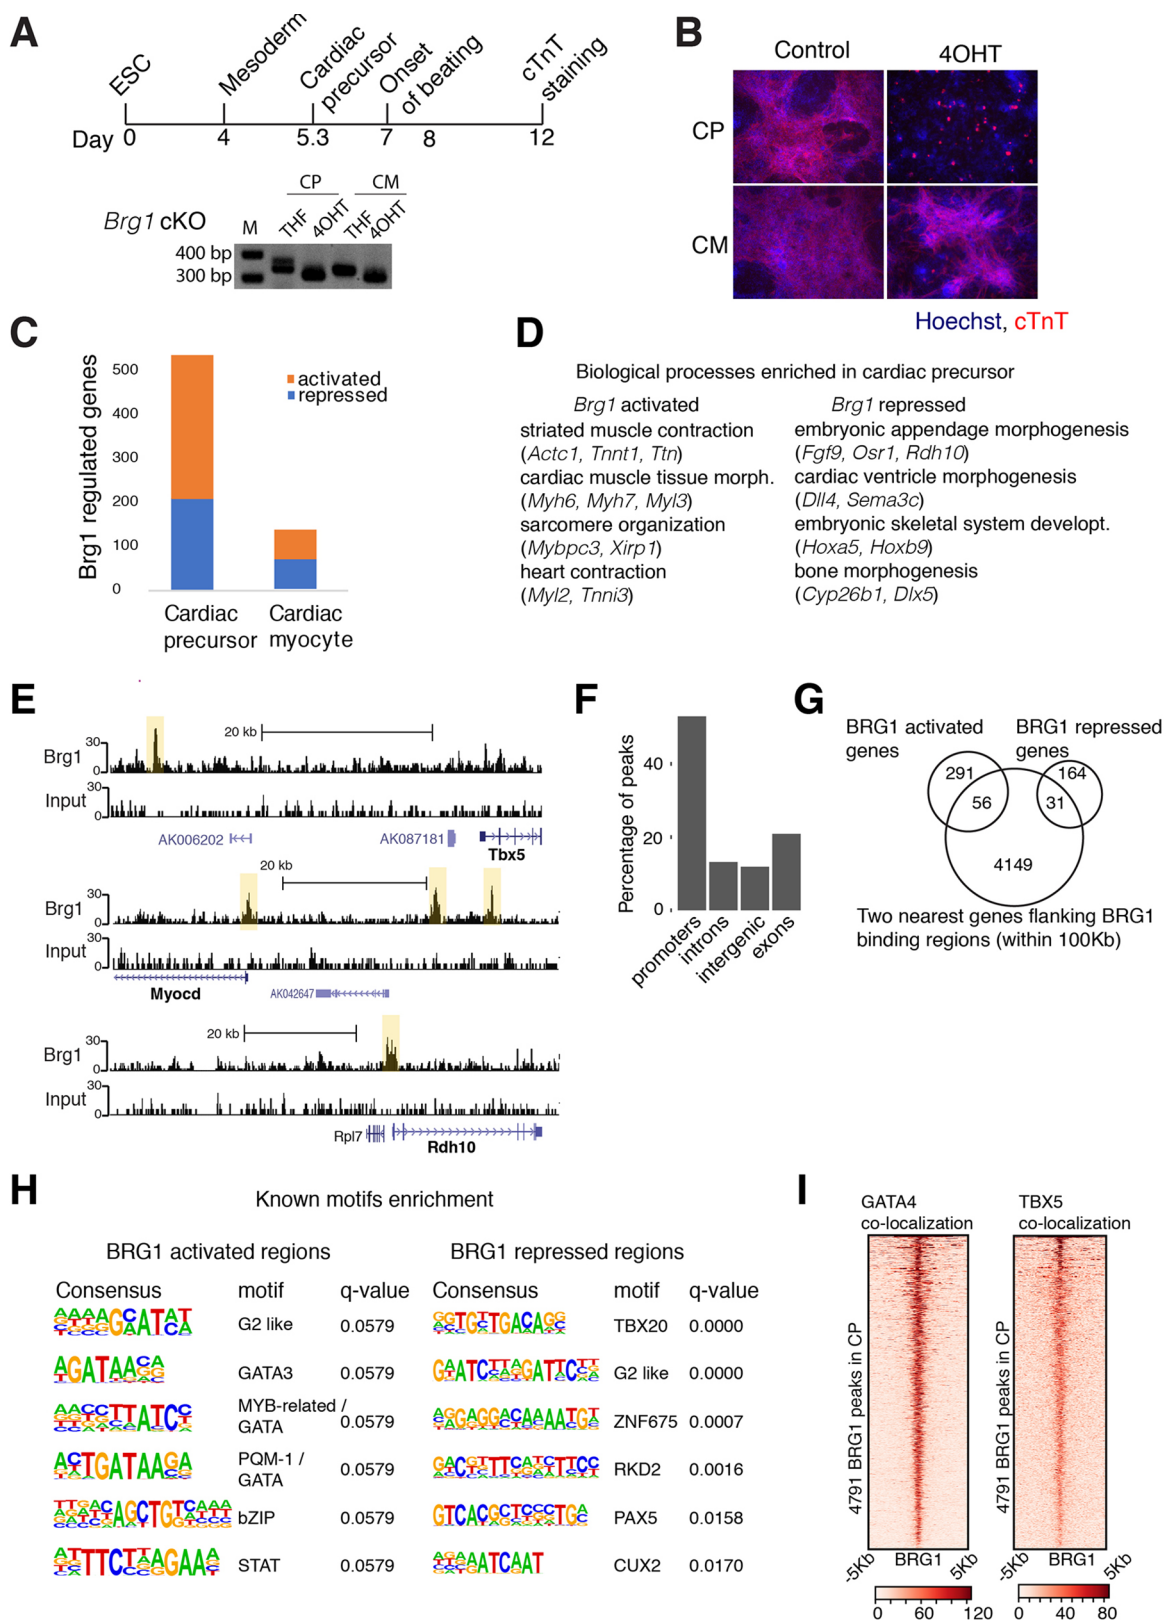 A
ESC
Mesoderm
Cardiac
precursor
Onset
of beating
cTnT
staining
Day 0 4 5.3 7 8 12
CP CM
Brg1 cKO M THF 4OHT THF 4OHT
400 bp
300 bp
B
Control 4OHT
CP
CM
Hoechst, cTnT
C
Brg1 regulated genes
500
400
300
200
100
0
activated
repressed
Cardiac
precursor
Cardiac
myocyte
D
Biological processes enriched in cardiac precursor
Brg1 activated
striated muscle contraction
(Actc1, Tnnt1, Ttn)
cardiac muscle tissue morph.
(Myh6, Myh7, Myl3)
sarcomere organization
(Mybpc3, Xirp1)
heart contraction
(Myl2, Tnni3)
Brg1 repressed
embryonic appendage morphogenesis
(Fgf9, Osr1, Rdh10)
cardiac ventricle morphogenesis
(Dll4, Sema3c)
embryonic skeletal system developt.
(Hoxa5, Hoxb9)
bone morphogenesis
(Cyp26b1, Dlx5)
E
20 kb
Brg1 30 0
Input 30 0
AK006202 AK087181 Tbx5
20 kb
Brg1 30 0
Input 30 0
Myocd AK042647
20 kb
Brg1 30 0
Input 30 0
Rpl7 Rdh10
F
Percentage of peaks
40
20
0
promoters
introns
intergenic
exons
G
BRG1 activated
genes
BRG1 repressed
genes
291 164
56 31
4149
Two nearest genes flanking BRG1
binding regions (within 100Kb)
H
Known motifs enrichment
BRG1 activated regions
Consensus motif q-value
G2 like 0.0579
GATA3 0.0579
MYB-related /
GATA 0.0579
PQM-1 /
GATA 0.0579
bZIP 0.0579
STAT 0.0579
BRG1 repressed regions
Consensus motif q-value
TBX20 0.0000
G2 like 0.0000
ZNF675 0.0007
RKD2 0.0016
PAX5 0.0158
CUX2 0.0170
I
GATA4
co-localization
TBX5
co-localization
4791 BRG1 peaks in CP
4791 BRG1 peaks in CP
-5Kb BRG1 5Kb
-5Kb BRG1 5Kb
0 60 120
0 40 80